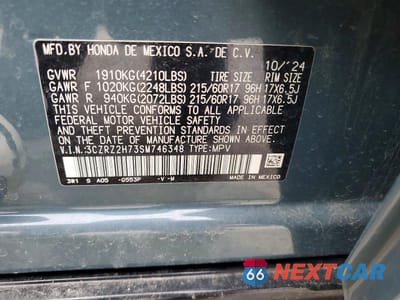 MFD.BY HONDA DE MEXICO S.A. DE C.V.
10/'24
GVWR 1910KG(4210LBS) TIRE SIZE RIM SIZE
GAWR F 1020KG(2248LBS) 215/60R17 96H 17X6.5J
GAWR R 940KG(2072LBS) 215/60R17 96H 17X6.5J
THIS VEHICLE CONFORMS TO ALL APPLICABLE
FEDERAL MOTOR VEHICLE SAFETY AND THEFT
PREVENTION STANDARDS IN EFFECT ON THE DATE OF
MANUFACTURE SHOWN ABOVE.
V.I.N.:3CZRZ2H73SM746348 TYPE:MPV
3W1 S A05 -G553P -V -M
66 NEXTCAR